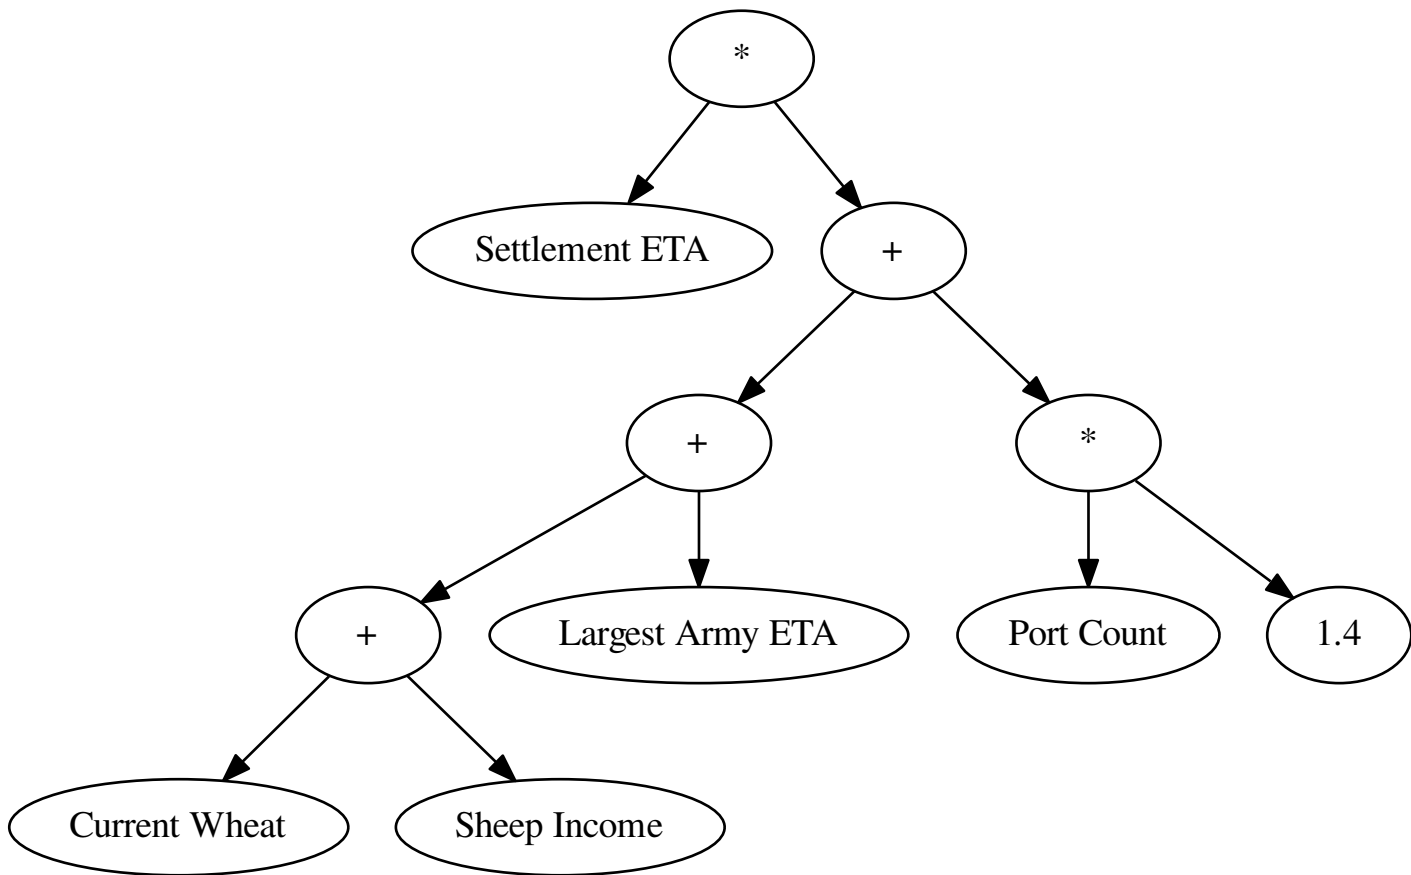 *
Settlement ETA
+
+
*
+
Largest Army ETA
Port Count
1.4
Current Wheat
Sheep Income